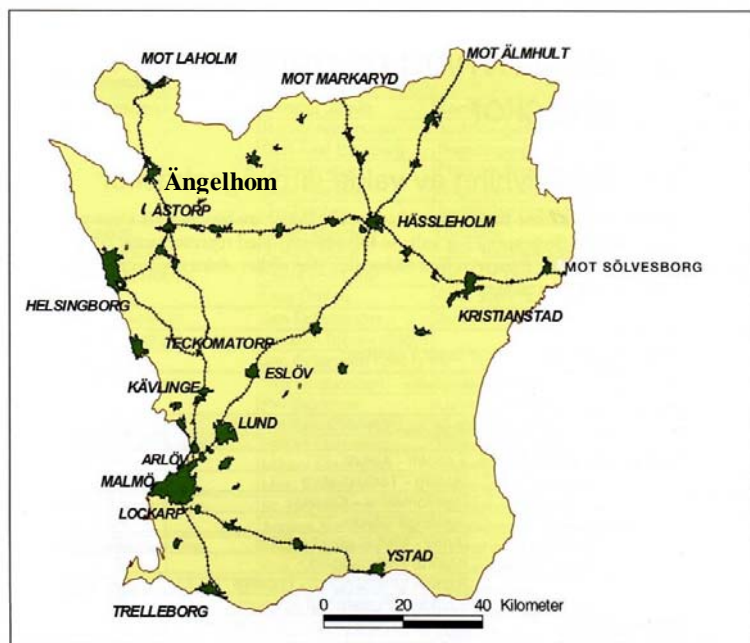 MOT LAHOLM
MOT MARKARYD
MOT ÄLMHULT
Ängelhom
ÅSTORP
HÄSSLEHOLM
MOT SÖLVESBORG
HELSINGBORG
KRISTIANSTAD
TECKOMATORP
KÄVLINGE
ESLÖV
LUND
ARLÖV
MALMÖ
LOCKARP
YSTAD
TRELLEBORG
0 20 40 Kilometer